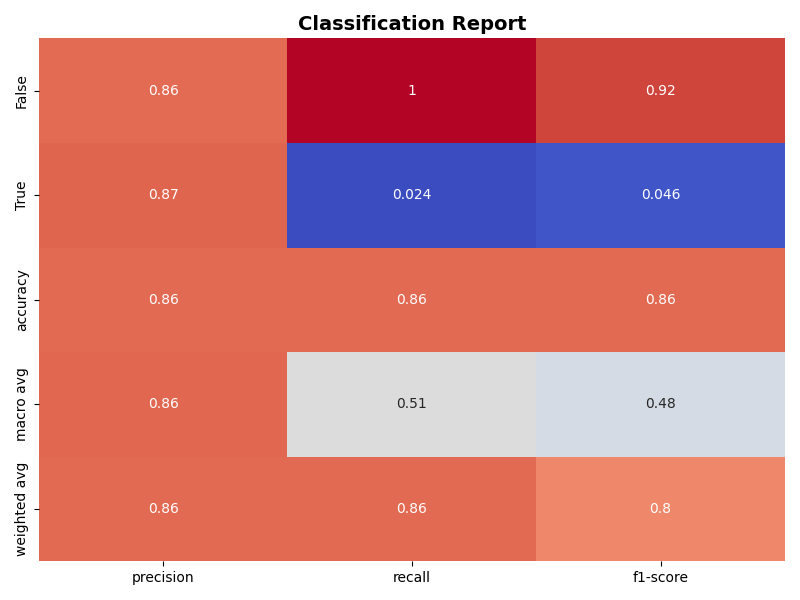 Classification Report
False 0.86 1 0.92
True 0.87 0.024 0.046
accuracy 0.86 0.86 0.86
macro avg 0.86 0.51 0.48
weighted avg 0.86 0.86 0.8
precision recall f1-score